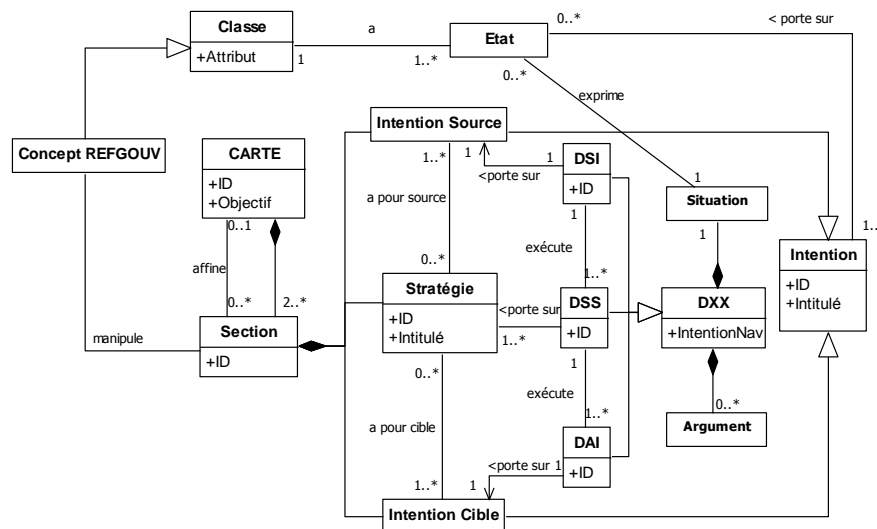 Classe
+Attribut
a
1
1..*
Etat
0..*
< porte sur
0..*
exprime
Concept REFGOUV
CARTE
+ID
+Objectif
Intention Source
1..*
1
<porte sur
1
DSI
+ID
1
Situation
1
1
1..
Intention
+ID
+Intitulé
a pour source
0..1
affine
0..*
2..*
0..*
exécute
1..*
Stratégie
+ID
+Intitulé
<porte sur
1..*
DSS
+ID
DXX
+IntentionNav
manipule
Section
+ID
0..*
1
exécute
1..*
0..*
Argument
a pour cible
DAI
+ID
<porte sur
1
1
1..*
Intention Cible